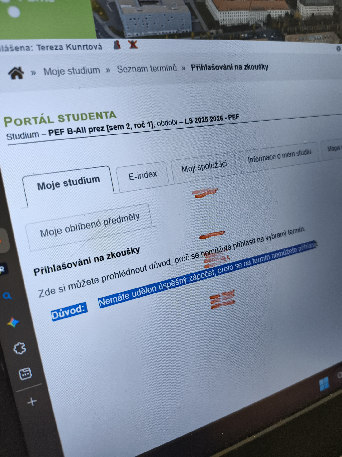 hlášena: Tereza Kunrtová
» Moje studium » Seznam termínů » Přihlašování na zkoušky
PORTÁL STUDENTA
Studium – PEF B-AII prez [sem 2, roč 1], období – LS 2025/2026 - PEF
Moje studium
E-index
Moji spolužáci
Informace o mém studiu
Moje oblíbené předměty
Přihlašování na zkoušky
Zde si můžete prohlédnout důvod, proč se nemůžete přihlásit na vybraný termín.
Důvod: Nemáte udělen úspěšný zápočet, proto se na termín nemůžete přihlásit.